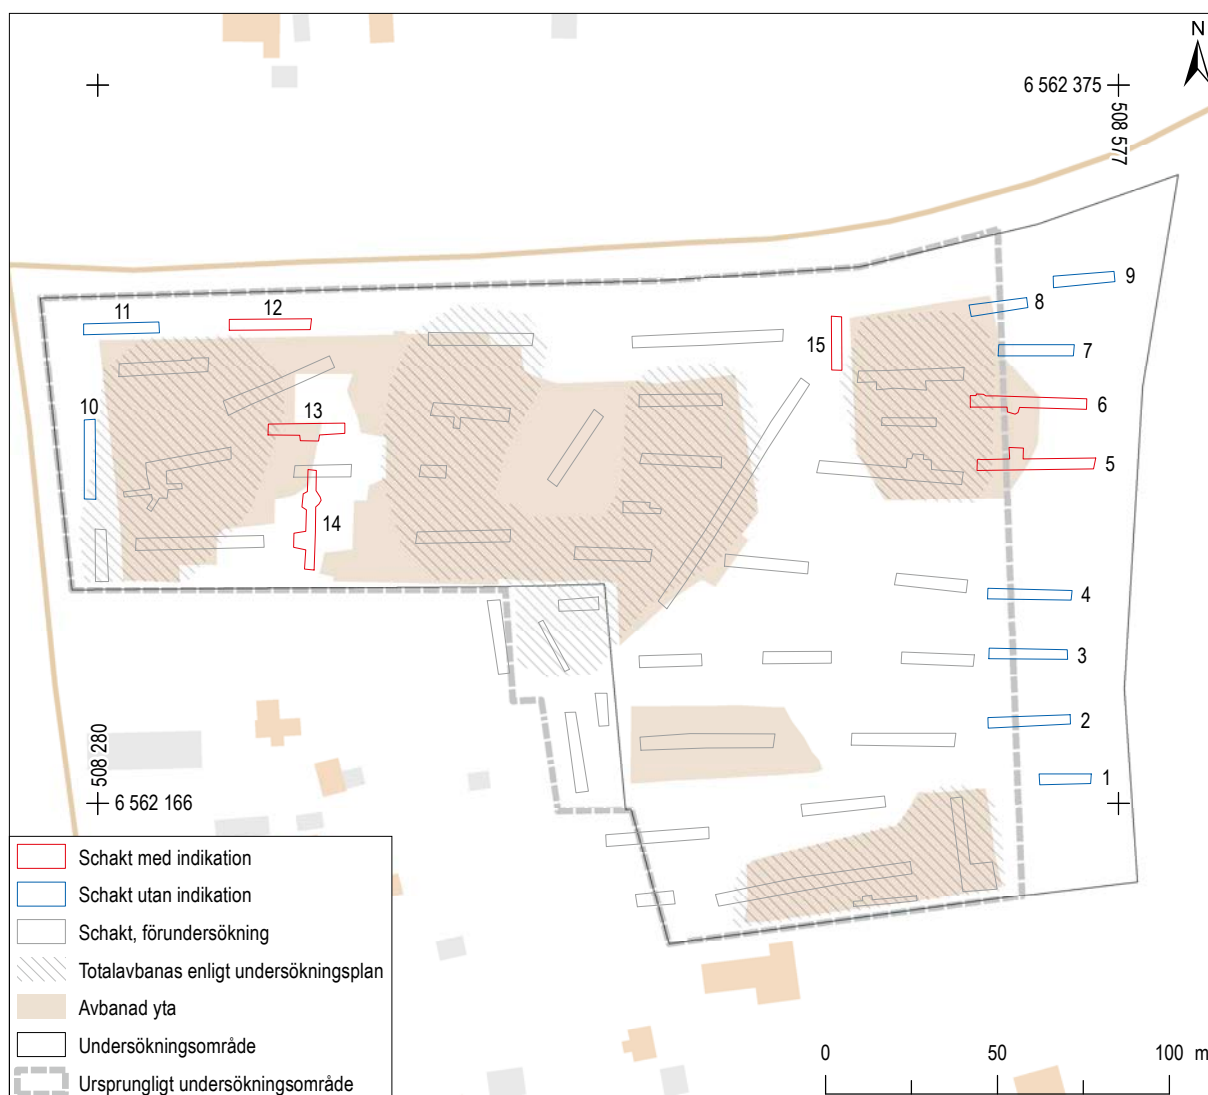 N
6 562 375
508 577
9
8
11
12
7
15
6
10
13
5
14
4
3
2
508 280
1
6 562 166
Schakt med indikation
Schakt utan indikation
Schakt, förundersökning
Totalavbanas enligt undersökningsplan
Avbanad yta
Undersökningsområde
Ursprungligt undersökningsområde
0 50 100 m